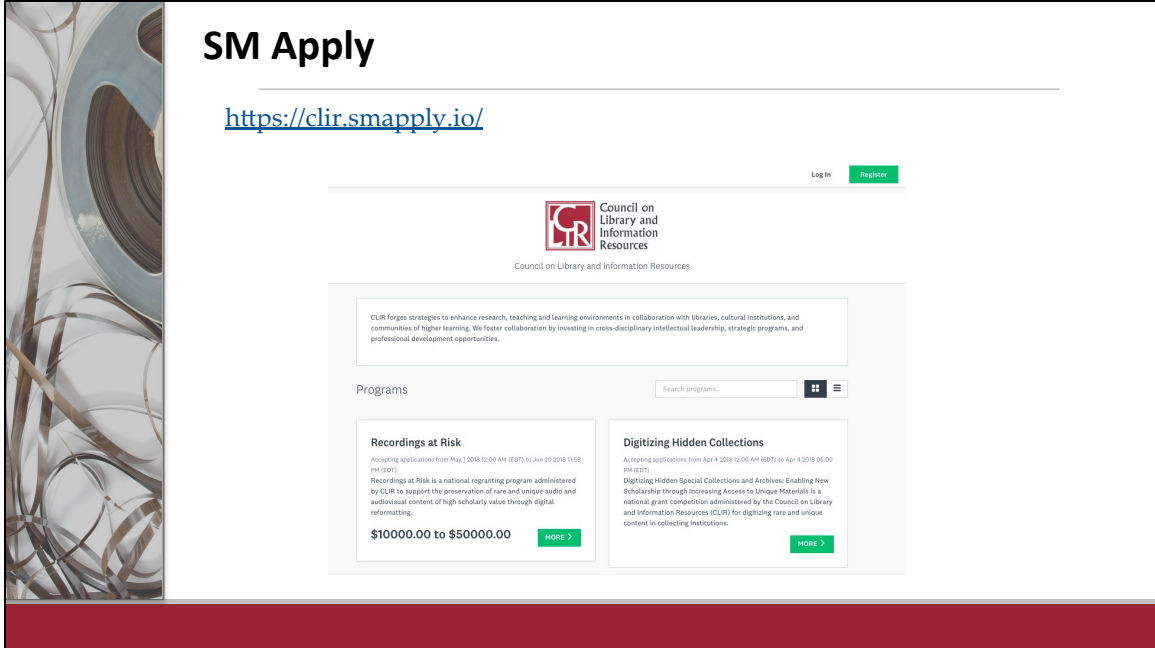 SM Apply
https://clir.smapply.io/
Log In
Register
CLIR
Council on
Library and
Information
Resources
Council on Library and Information Resources
CLIR forges strategies to enhance research, teaching and learning environments in collaboration with libraries, cultural institutions, and
communities of higher learning. We foster collaboration by investing in cross-disciplinary intellectual leadership, strategic programs, and
professional development opportunities.
Programs
Search programs..
Recordings at Risk
Accepting applications from May 1 2018 12:00 AM (EDT) to Jun 29 2018 11:59
PM (EDT)
Recordings at Risk is a national regranting program administered
by CLIR to support the preservation of rare and unique audio and
audiovisual content of high scholarly value through digital
reformatting.
$10000.00 to $50000.00
MORE >
Digitizing Hidden Collections
Accepting applications from Apr 4 2018 12:00 AM (EDT) to Apr 4 2018 05:00
PM (EDT)
Digitizing Hidden Special Collections and Archives: Enabling New
Scholarship through Increasing Access to Unique Materials is a
national grant competition administered by the Council on Library
and Information Resources (CLIR) for digitizing rare and unique
content in collecting institutions.
MORE >